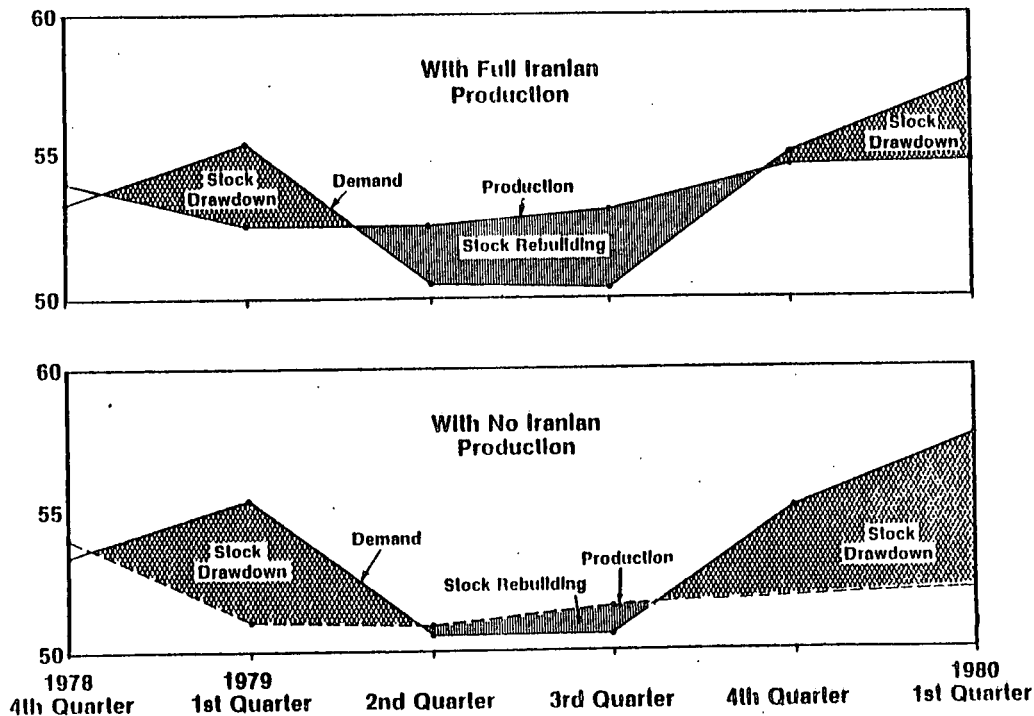 60
With Full Iranian
Production
55
Stock
Drawdown
Demand
Production
Stock
Drawdown
Stock Rebuilding
50
60
With No Iranian
Production
55
Stock
Drawdown
Demand
Stock Rebuilding
Production
Stock
Drawdown
50
1978
4th Quarter
1979
1st Quarter
2nd Quarter
3rd Quarter
4th Quarter
1980
1st Quarter